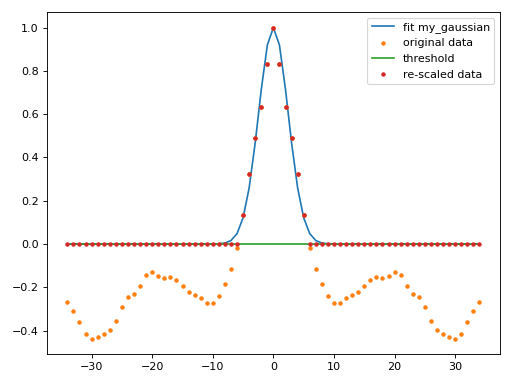 fit my_gaussian
original data
threshold
re-scaled data
1.0
0.8
0.6
0.4
0.2
0.0
−0.2
−0.4
−30 −20 −10 0 10 20 30